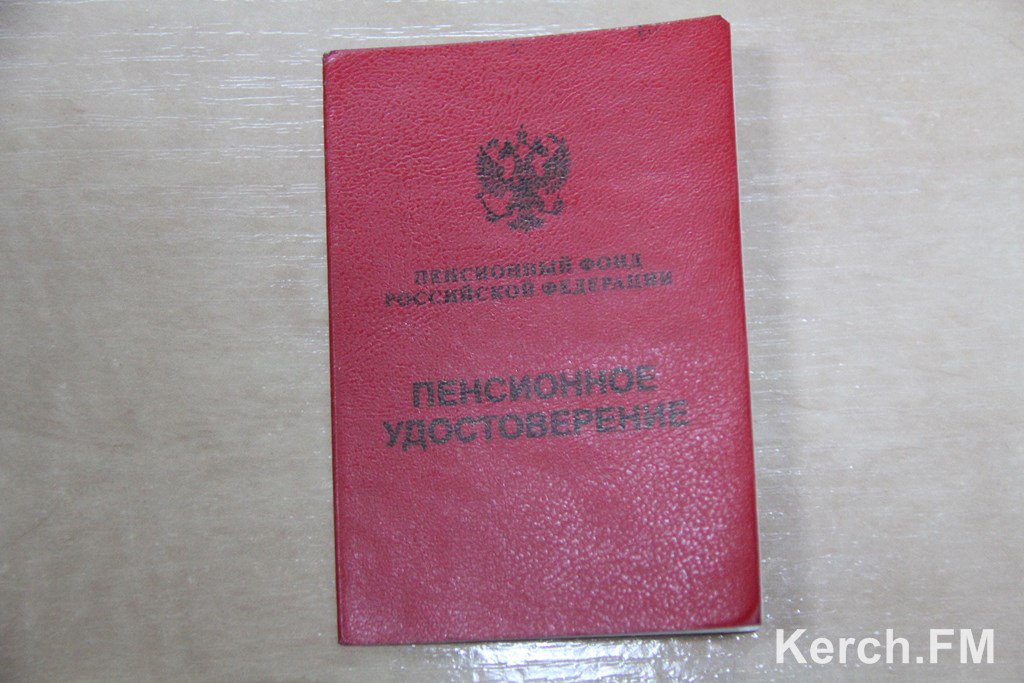 ПЕНСИОННЫЙ ФОНД
РОССИЙСКОЙ ФЕДЕРАЦИИ
ПЕНСИОННОЕ
УДОСТОВЕРЕНИЕ
Kerch.FM